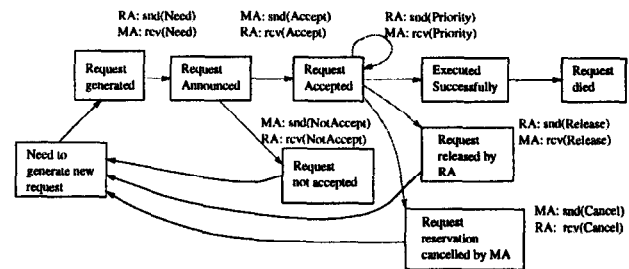 RA: snd(Need)
MA: rcv(Need)
MA: snd(Accept)
RA: rcv(Accept)
RA: snd(Priority)
MA: rcv(Priority)
Request
generated
Request
Announced
Request
Accepted
Executed
Successfully
Request
died
MA: snd(NotAccept)
RA: rcv(NotAccept)
RA: snd(Release)
MA: rcv(Release)
Need to
generate new
request
Request
not accepted
Request
released by
RA
Request
reservation
cancelled by MA
MA: snd(Cancel)
RA: rcv(Cancel)